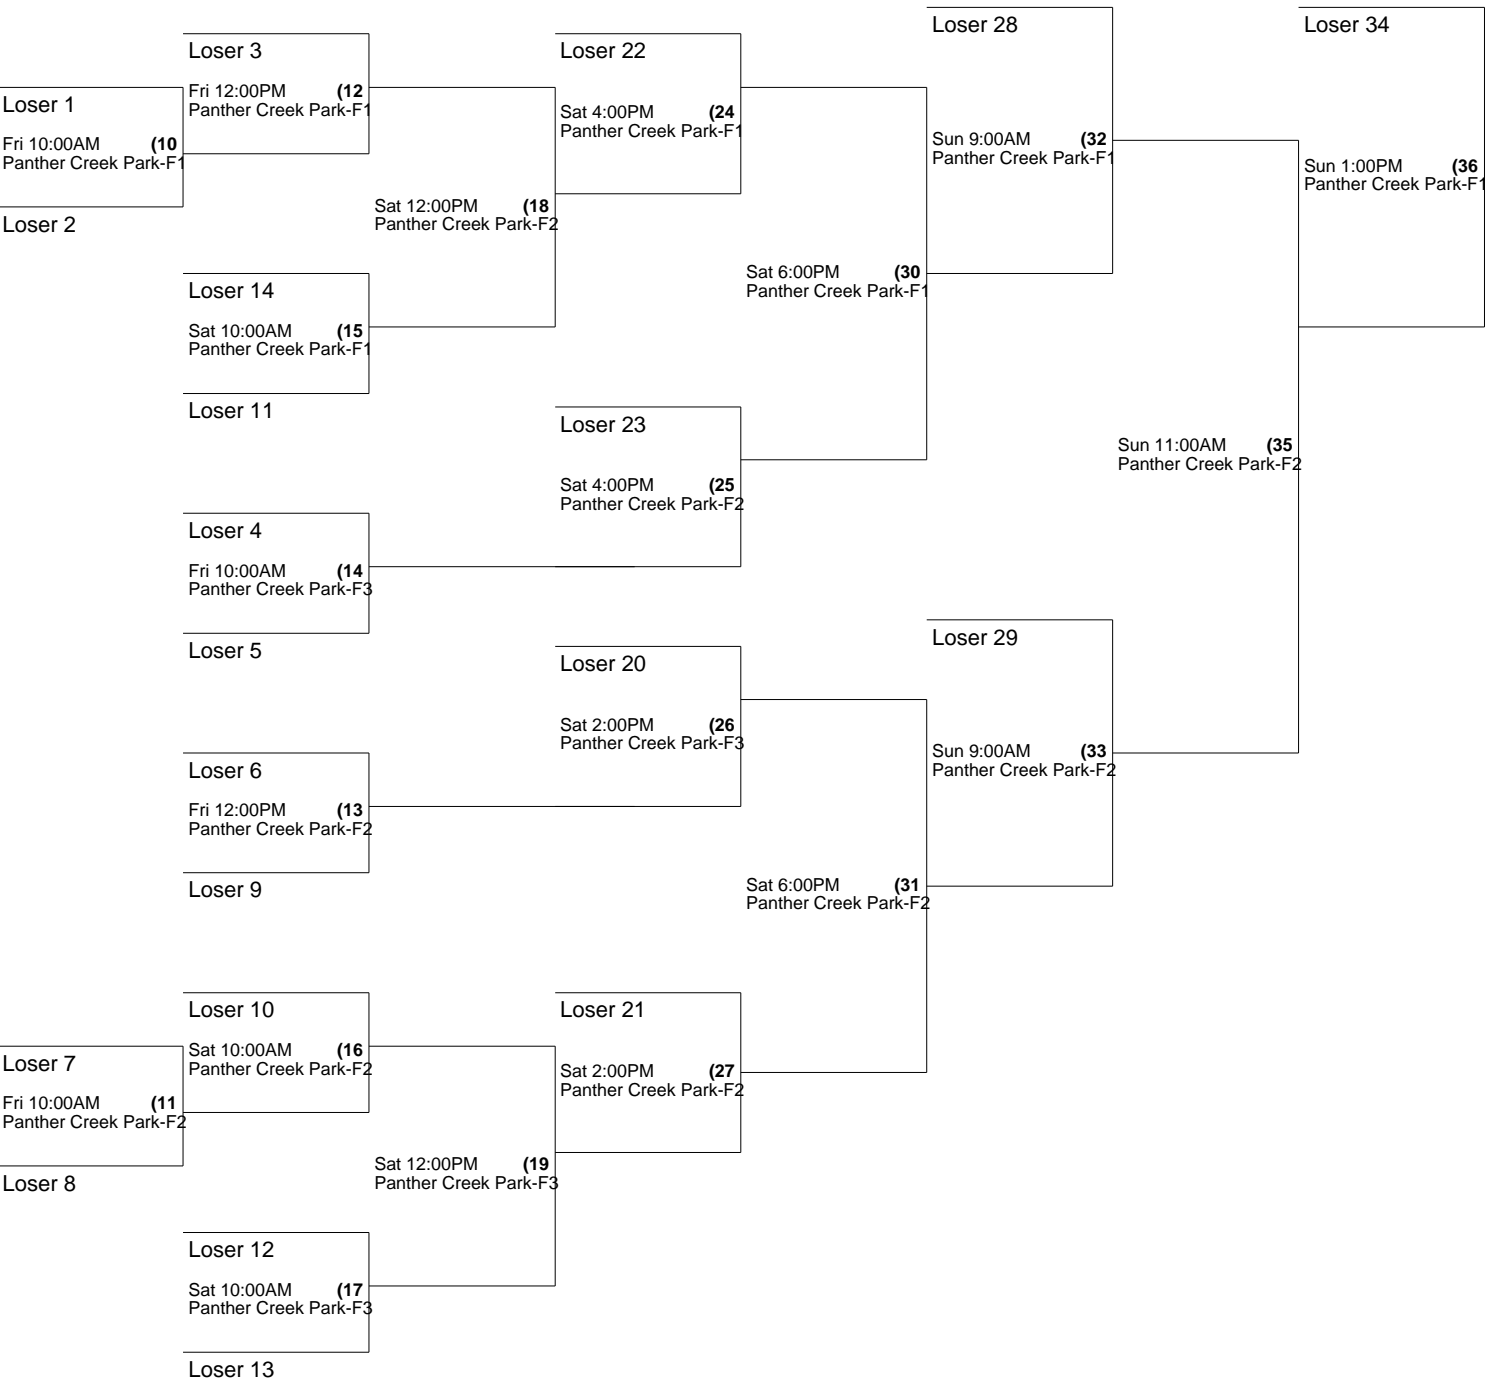 Loser 1
Fri 10:00AM (10
Panther Creek Park-F1
Loser 2
Loser 7
Fri 10:00AM (11
Panther Creek Park-F2
Loser 8
Loser 3
Fri 12:00PM (12
Panther Creek Park-F1
Loser 14
Sat 10:00AM (15
Panther Creek Park-F1
Loser 11
Loser 4
Fri 10:00AM (14
Panther Creek Park-F3
Loser 5
Loser 6
Fri 12:00PM (13
Panther Creek Park-F2
Loser 9
Loser 10
Sat 10:00AM (16
Panther Creek Park-F2
Loser 12
Sat 10:00AM (17
Panther Creek Park-F3
Loser 13
Sat 12:00PM (18
Panther Creek Park-F2
Sat 12:00PM (19
Panther Creek Park-F3
Loser 22
Sat 4:00PM (24
Panther Creek Park-F1
Loser 23
Sat 4:00PM (25
Panther Creek Park-F2
Loser 20
Sat 2:00PM (26
Panther Creek Park-F3
Loser 21
Sat 2:00PM (27
Panther Creek Park-F2
Sat 6:00PM (30
Panther Creek Park-F1
Sat 6:00PM (31
Panther Creek Park-F2
Loser 28
Sun 9:00AM (32
Panther Creek Park-F1
Loser 29
Sun 9:00AM (33
Panther Creek Park-F2
Sun 11:00AM (35
Panther Creek Park-F2
Loser 34
Sun 1:00PM (36
Panther Creek Park-F1